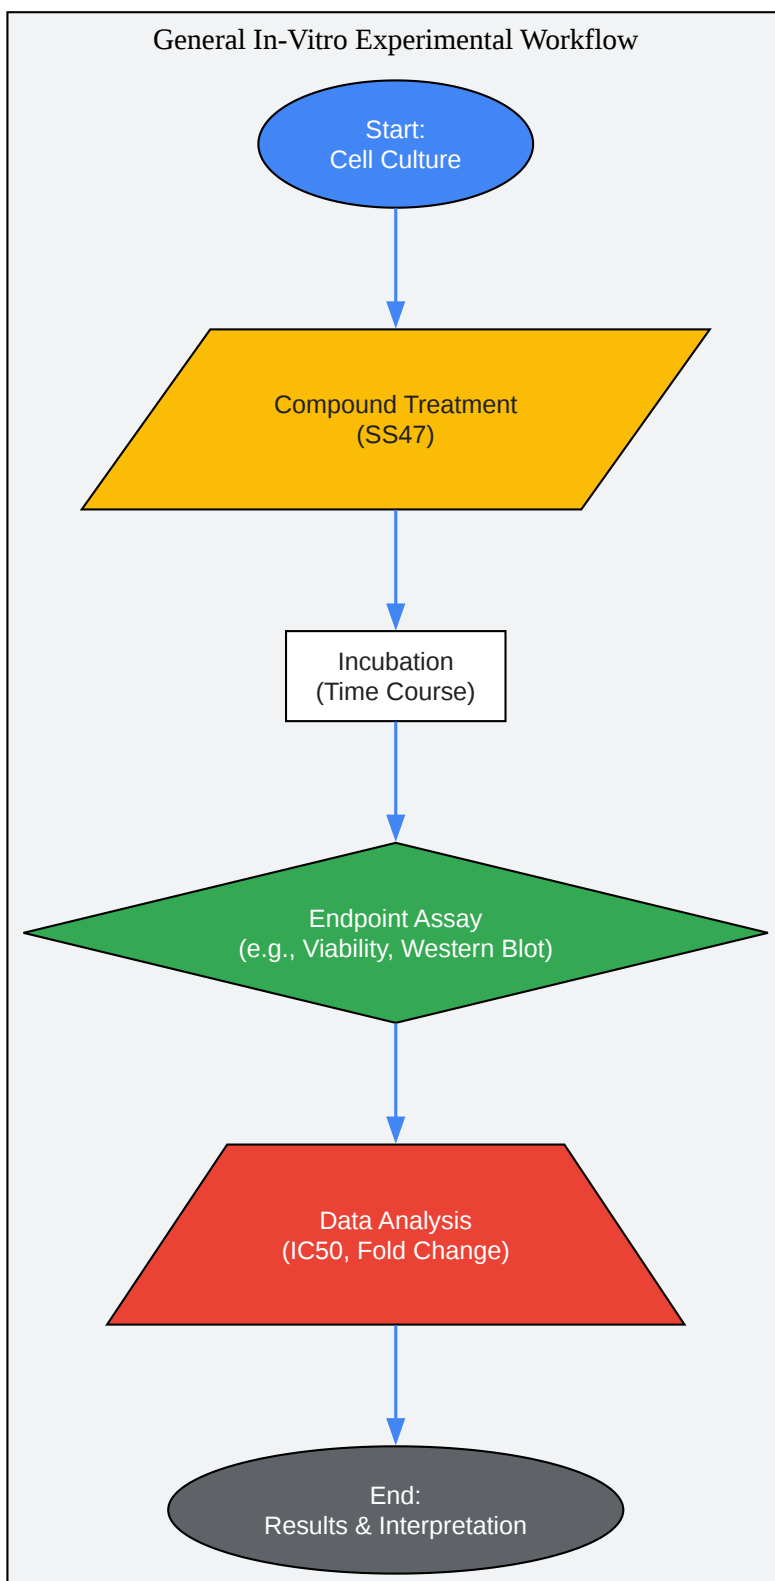 General In-Vitro Experimental Workflow
Start:
Cell Culture
Compound Treatment
(SS47)
Incubation
(Time Course)
Endpoint Assay
(e.g., Viability, Western Blot)
Data Analysis
(IC50, Fold Change)
End:
Results & Interpretation